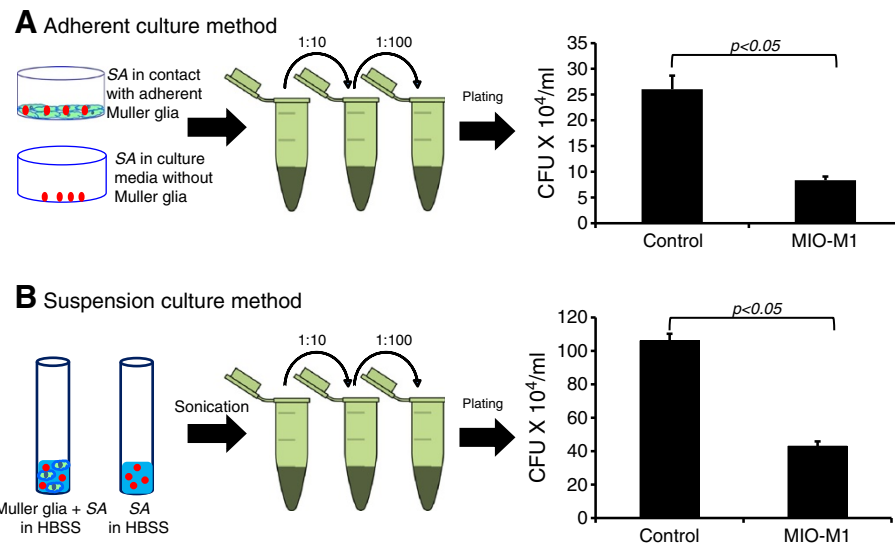 A Adherent culture method
SA in contact
with adherent
Muller glia
SA in culture
media without
Muller glia
1:10
1:100
Plating
CFU X 10⁴/ml
35
30
25
20
15
10
5
0
p<0.05
Control
MIO-M1
B Suspension culture method
Muller glia + SA
in HBSS
SA
in HBSS
Sonication
1:10
1:100
Plating
CFU X 10⁴/ml
120
100
80
60
40
20
0
p<0.05
Control
MIO-M1